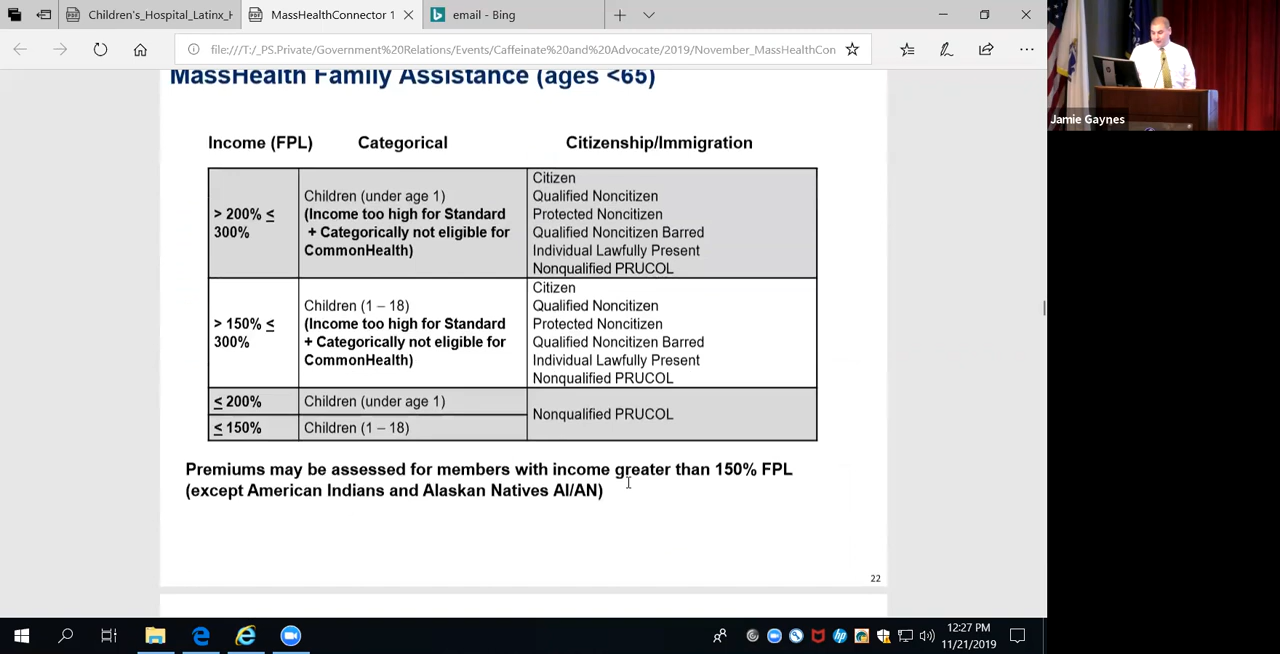 Children's_Hospital_Latinx_H
MassHealthConnector 1
email - Bing
file:///T:/_PS.Private/Government%20Relations/Events/Caffeinate%20and%20Advocate/2019/November_MassHealthCon
MassHealth Family Assistance (ages <65)
Income (FPL) Categorical Citizenship/Immigration
> 200% ≤
300%
Children (under age 1)
(Income too high for Standard
+ Categorically not eligible for
CommonHealth)
Citizen
Qualified Noncitizen
Protected Noncitizen
Qualified Noncitizen Barred
Individual Lawfully Present
Nonqualified PRUCOL
> 150% ≤
300%
Children (1 – 18)
(Income too high for Standard
+ Categorically not eligible for
CommonHealth)
Citizen
Qualified Noncitizen
Protected Noncitizen
Qualified Noncitizen Barred
Individual Lawfully Present
Nonqualified PRUCOL
≤ 200% Children (under age 1)
≤ 150% Children (1 – 18)
Nonqualified PRUCOL
Premiums may be assessed for members with income greater than 150% FPL
(except American Indians and Alaskan Natives AI/AN)
22
Jamie Gaynes
12:27 PM
11/21/2019